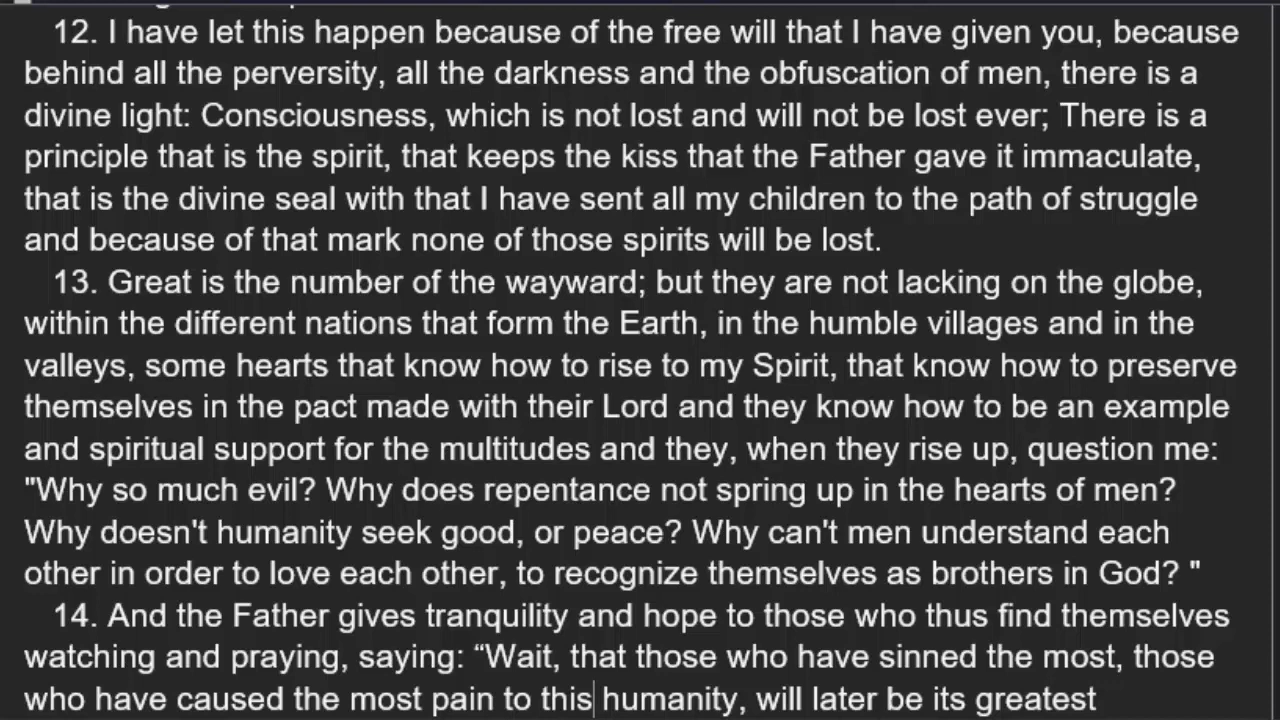 12. I have let this happen because of the free will that I have given you, because
behind all the perversity, all the darkness and the obfuscation of men, there is a
divine light: Consciousness, which is not lost and will not be lost ever; There is a
principle that is the spirit, that keeps the kiss that the Father gave it immaculate,
that is the divine seal with that I have sent all my children to the path of struggle
and because of that mark none of those spirits will be lost.
13. Great is the number of the wayward; but they are not lacking on the globe,
within the different nations that form the Earth, in the humble villages and in the
valleys, some hearts that know how to rise to my Spirit, that know how to preserve
themselves in the pact made with their Lord and they know how to be an example
and spiritual support for the multitudes and they, when they rise up, question me:
"Why so much evil? Why does repentance not spring up in the hearts of men?
Why doesn't humanity seek good, or peace? Why can't men understand each
other in order to love each other, to recognize themselves as brothers in God? "
14. And the Father gives tranquility and hope to those who thus find themselves
watching and praying, saying: “Wait, that those who have sinned the most, those
who have caused the most pain to this humanity, will later be its greatest